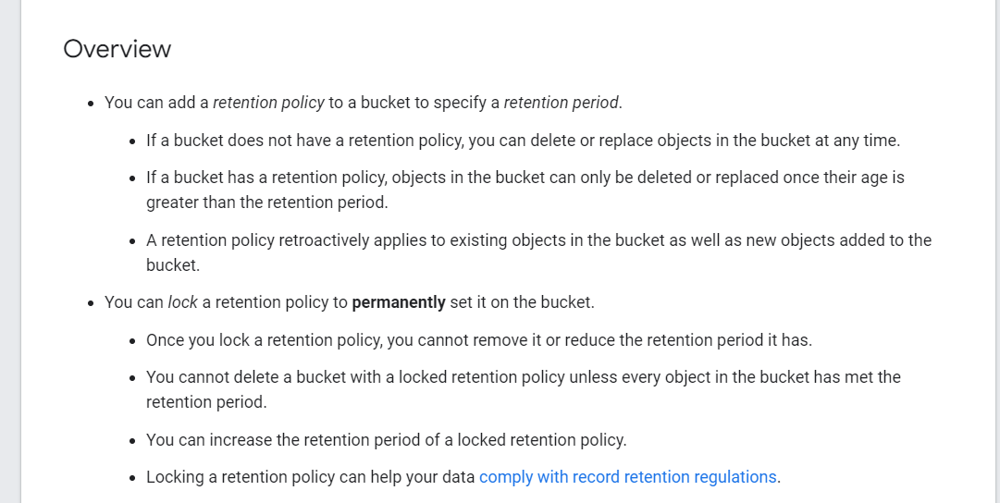 Overview
You can add a retention policy to a bucket to specify a retention period.
If a bucket does not have a retention policy, you can delete or replace objects in the bucket at any time.
If a bucket has a retention policy, objects in the bucket can only be deleted or replaced once their age is
greater than the retention period.
A retention policy retroactively applies to existing objects in the bucket as well as new objects added to the
bucket.
You can lock a retention policy to permanently set it on the bucket.
Once you lock a retention policy, you cannot remove it or reduce the retention period it has.
You cannot delete a bucket with a locked retention policy unless every object in the bucket has met the
retention period.
You can increase the retention period of a locked retention policy.
Locking a retention policy can help your data comply with record retention regulations.